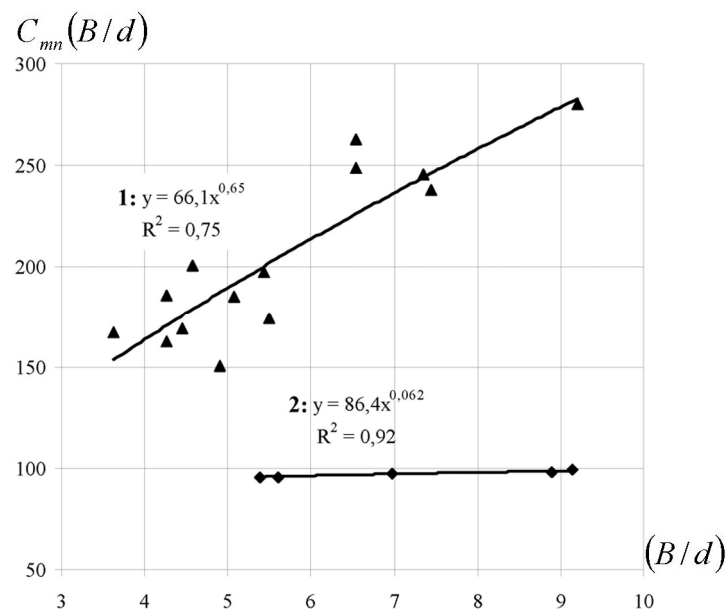 C_mn (B/d)
300
250
1: y = 66,1x^0,65
R^2 = 0,75
200
150
2: y = 86,4x^0,062
R^2 = 0,92
100
(B/d)
50
3 4 5 6 7 8 9 10